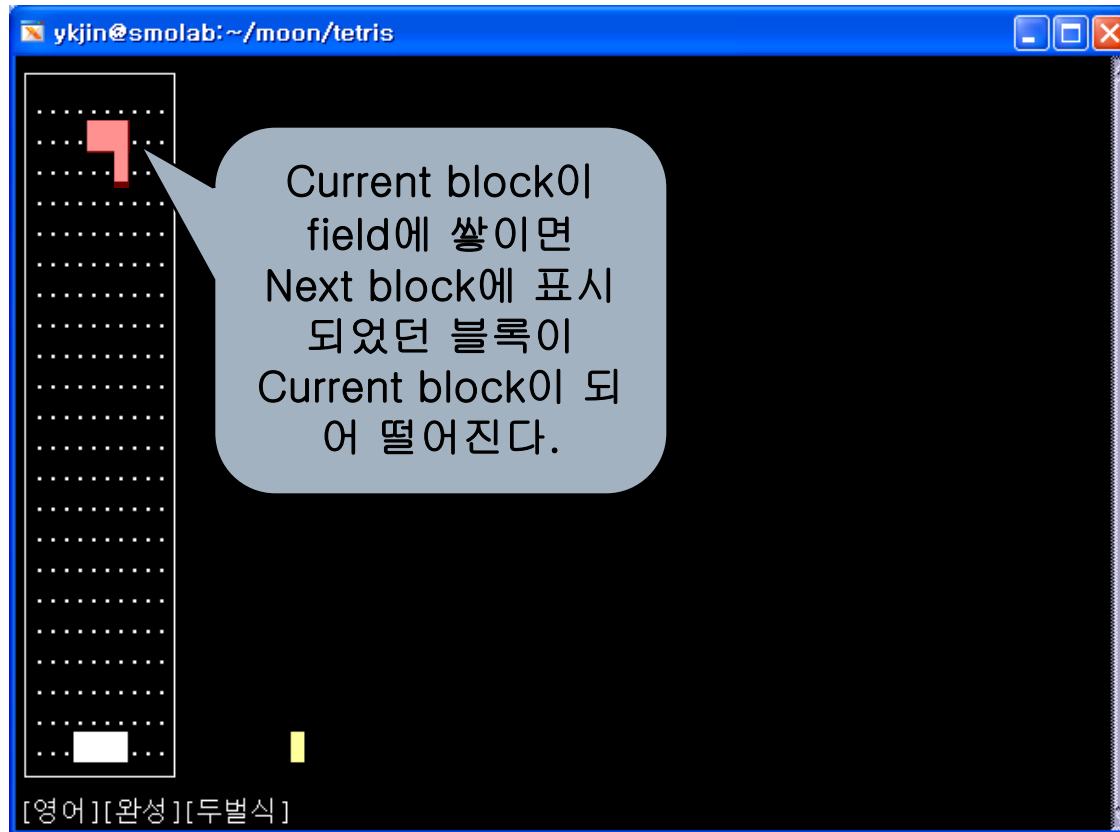 ykjin@smolab:~/moon/tetris
Current block이
field에 쌓이면
Next block에 표시
되었던 블록이
Current block이 되
어 떨어진다.
[영어][완성][두벌식]